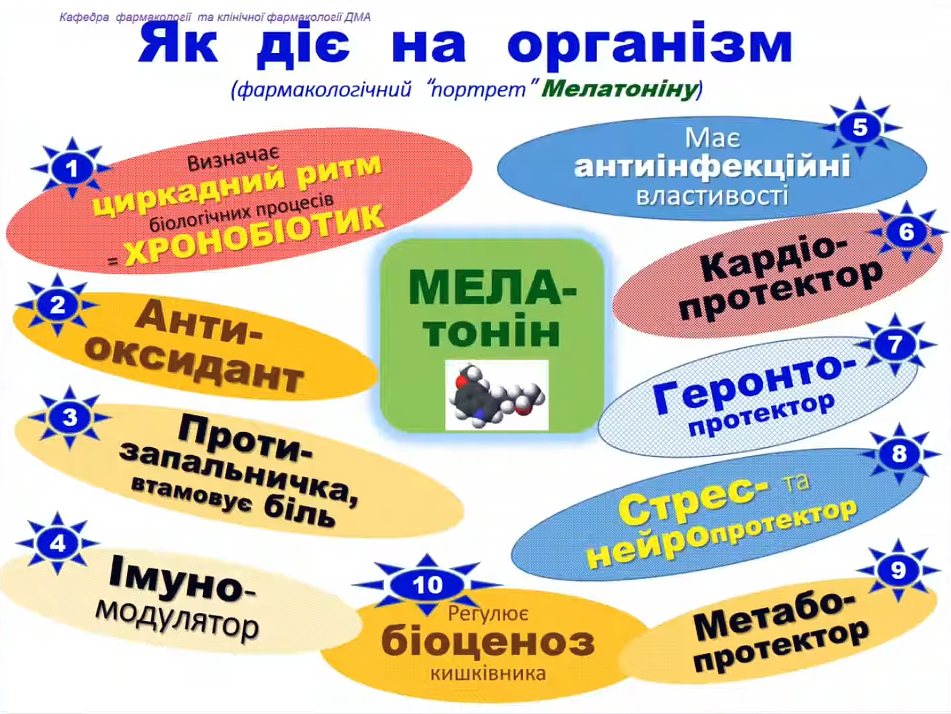 Кафедра фармакології та клінічної фармакології ДМА
Як діє на організм
(фармакологічний “портрет” Мелатоніну)
1
Визначає
циркадний ритм
біологічних процесів
= ХРОНОБІОТИК
2
Анти-
оксидант
3
Проти-
запальничка,
втамовує біль
4
Імуно-
модулятор
МЕЛА-
тонін
5
Має
антиінфекційні
властивості
6
Кардіо-
протектор
7
Геронто-
протектор
8
Стрес- та
нейропротектор
9
Метабо-
протектор
10
Регулює
біоценоз
кишківника